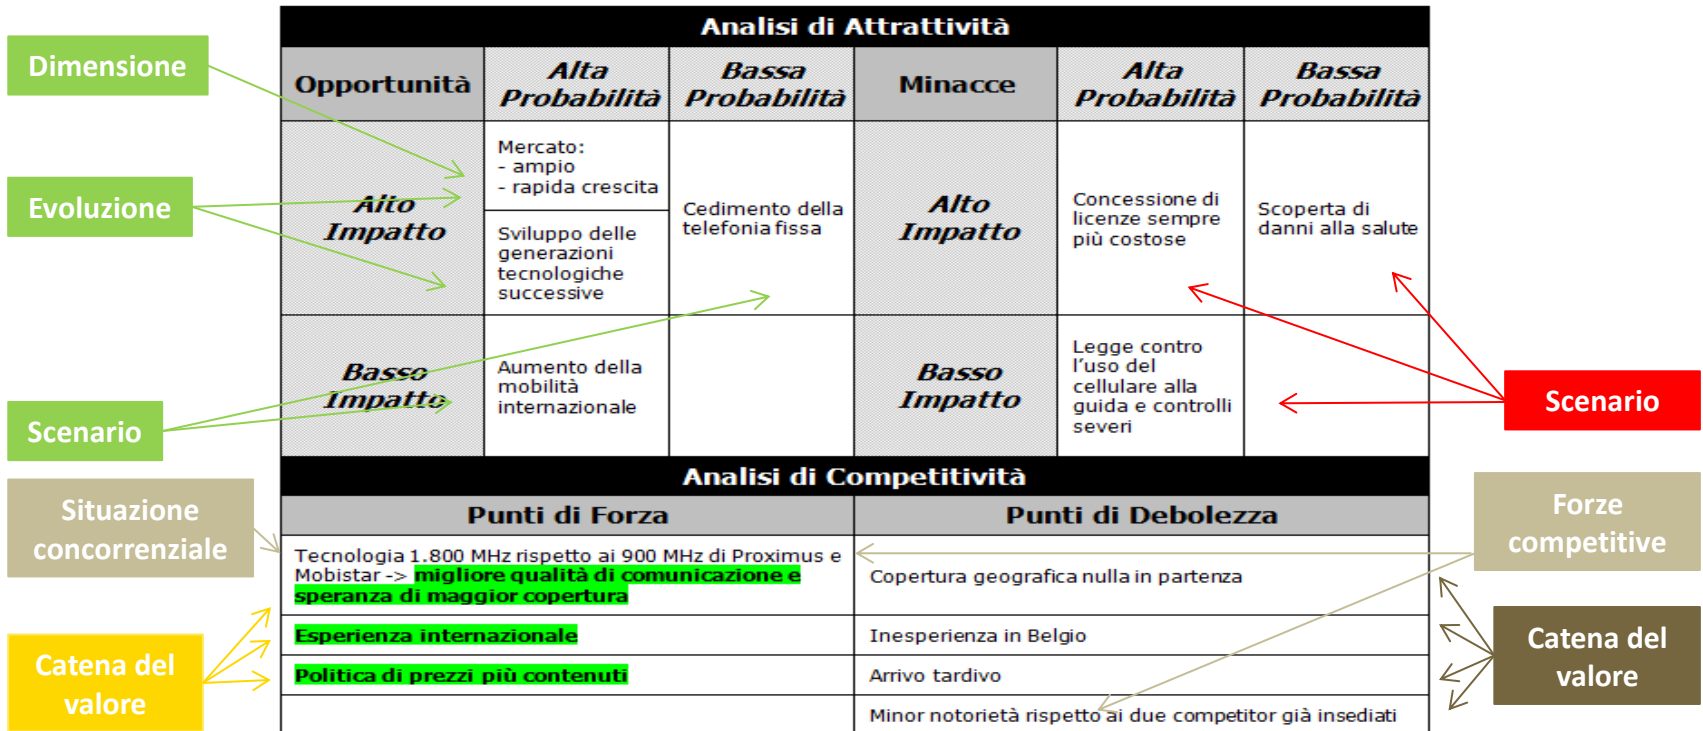 Analisi di Attrattività
Dimensione
Opportunità
Alta
Probabilità
Bassa
Probabilità
Minacce
Alta
Probabilità
Bassa
Probabilità
Evoluzione
Alto
Impatto
Mercato:
- ampio
- rapida crescita
Sviluppo delle
generazioni
tecnologiche
successive
Cedimento della
telefonia fissa
Alto
Impatto
Concessione di
licenze sempre
più costose
Scoperta di
danni alla salute
Scenario
Basso
Impatto
Aumento della
mobilità
internazionale
Basso
Impatto
Legge contro
l'uso del
cellulare alla
guida e controlli
severi
Scenario
Analisi di Competitività
Situazione
concorrenziale
Punti di Forza
Punti di Debolezza
Forze
competitive
Tecnologia 1.800 MHz rispetto ai 900 MHz di Proximus e
Mobistar -> migliore qualità di comunicazione e
speranza di maggior copertura
Copertura geografica nulla in partenza
Catena del
valore
Esperienza internazionale
Inesperienza in Belgio
Catena del
valore
Politica di prezzi più contenuti
Arrivo tardivo
Minor notorietà rispetto ai due competitor già insediati